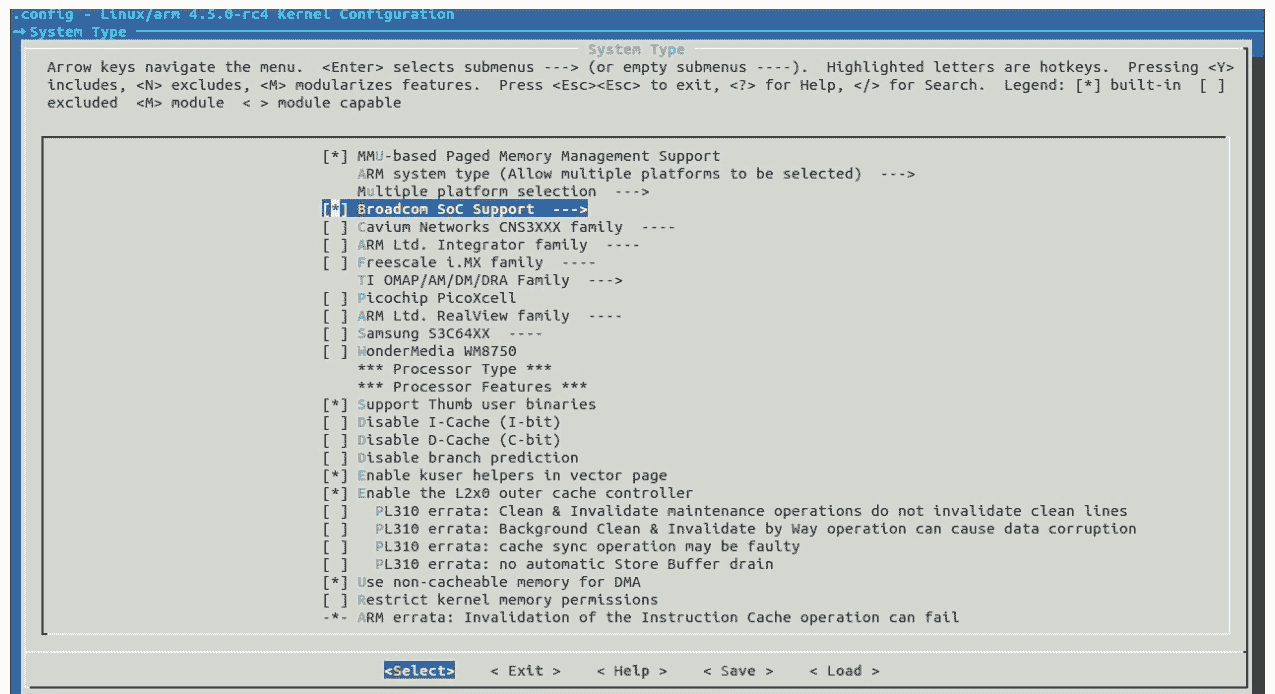 .config - Linux/arm 4.5.0-rc4 Kernel Configuration
→ System Type
System Type
Arrow keys navigate the menu.  <Enter> selects submenus ---> (or empty submenus ----).  Highlighted letters are hotkeys.  Pressing <Y>
includes, <N> excludes, <M> modularizes features.  Press <Esc><Esc> to exit, <?> for Help, </> for Search.  Legend: [*] built-in  [ ]
excluded  <M> module  < > module capable
[*] MMU-based Paged Memory Management Support
ARM system type (Allow multiple platforms to be selected)  --->
Multiple platform selection  --->
[*] Broadcom SoC Support  --->
[ ] Cavium Networks CNS3XXX family  ----
[ ] ARM Ltd. Integrator family  ----
[ ] Freescale i.MX family  ----
TI OMAP/AM/DM/DRA Family  --->
[ ] Picochip PicoXcell
[ ] ARM Ltd. RealView family  ----
[ ] Samsung S3C64XX  ----
[ ] WonderMedia WM8750
*** Processor Type ***
*** Processor Features ***
[*] Support Thumb user binaries
[ ] Disable I-Cache (I-bit)
[ ] Disable D-Cache (C-bit)
[ ] Disable branch prediction
[*] Enable kuser helpers in vector page
[*] Enable the L2x0 outer cache controller
[ ]   PL310 errata: Clean & Invalidate maintenance operations do not invalidate clean lines
[ ]   PL310 errata: Background Clean & Invalidate by Way operation can cause data corruption
[ ]   PL310 errata: cache sync operation may be faulty
[ ]   PL310 errata: no automatic Store Buffer drain
[*] Use non-cacheable memory for DMA
[ ] Restrict kernel memory permissions
-*- ARM errata: Invalidation of the Instruction Cache operation can fail
<Select>    < Exit >    < Help >    < Save >    < Load >